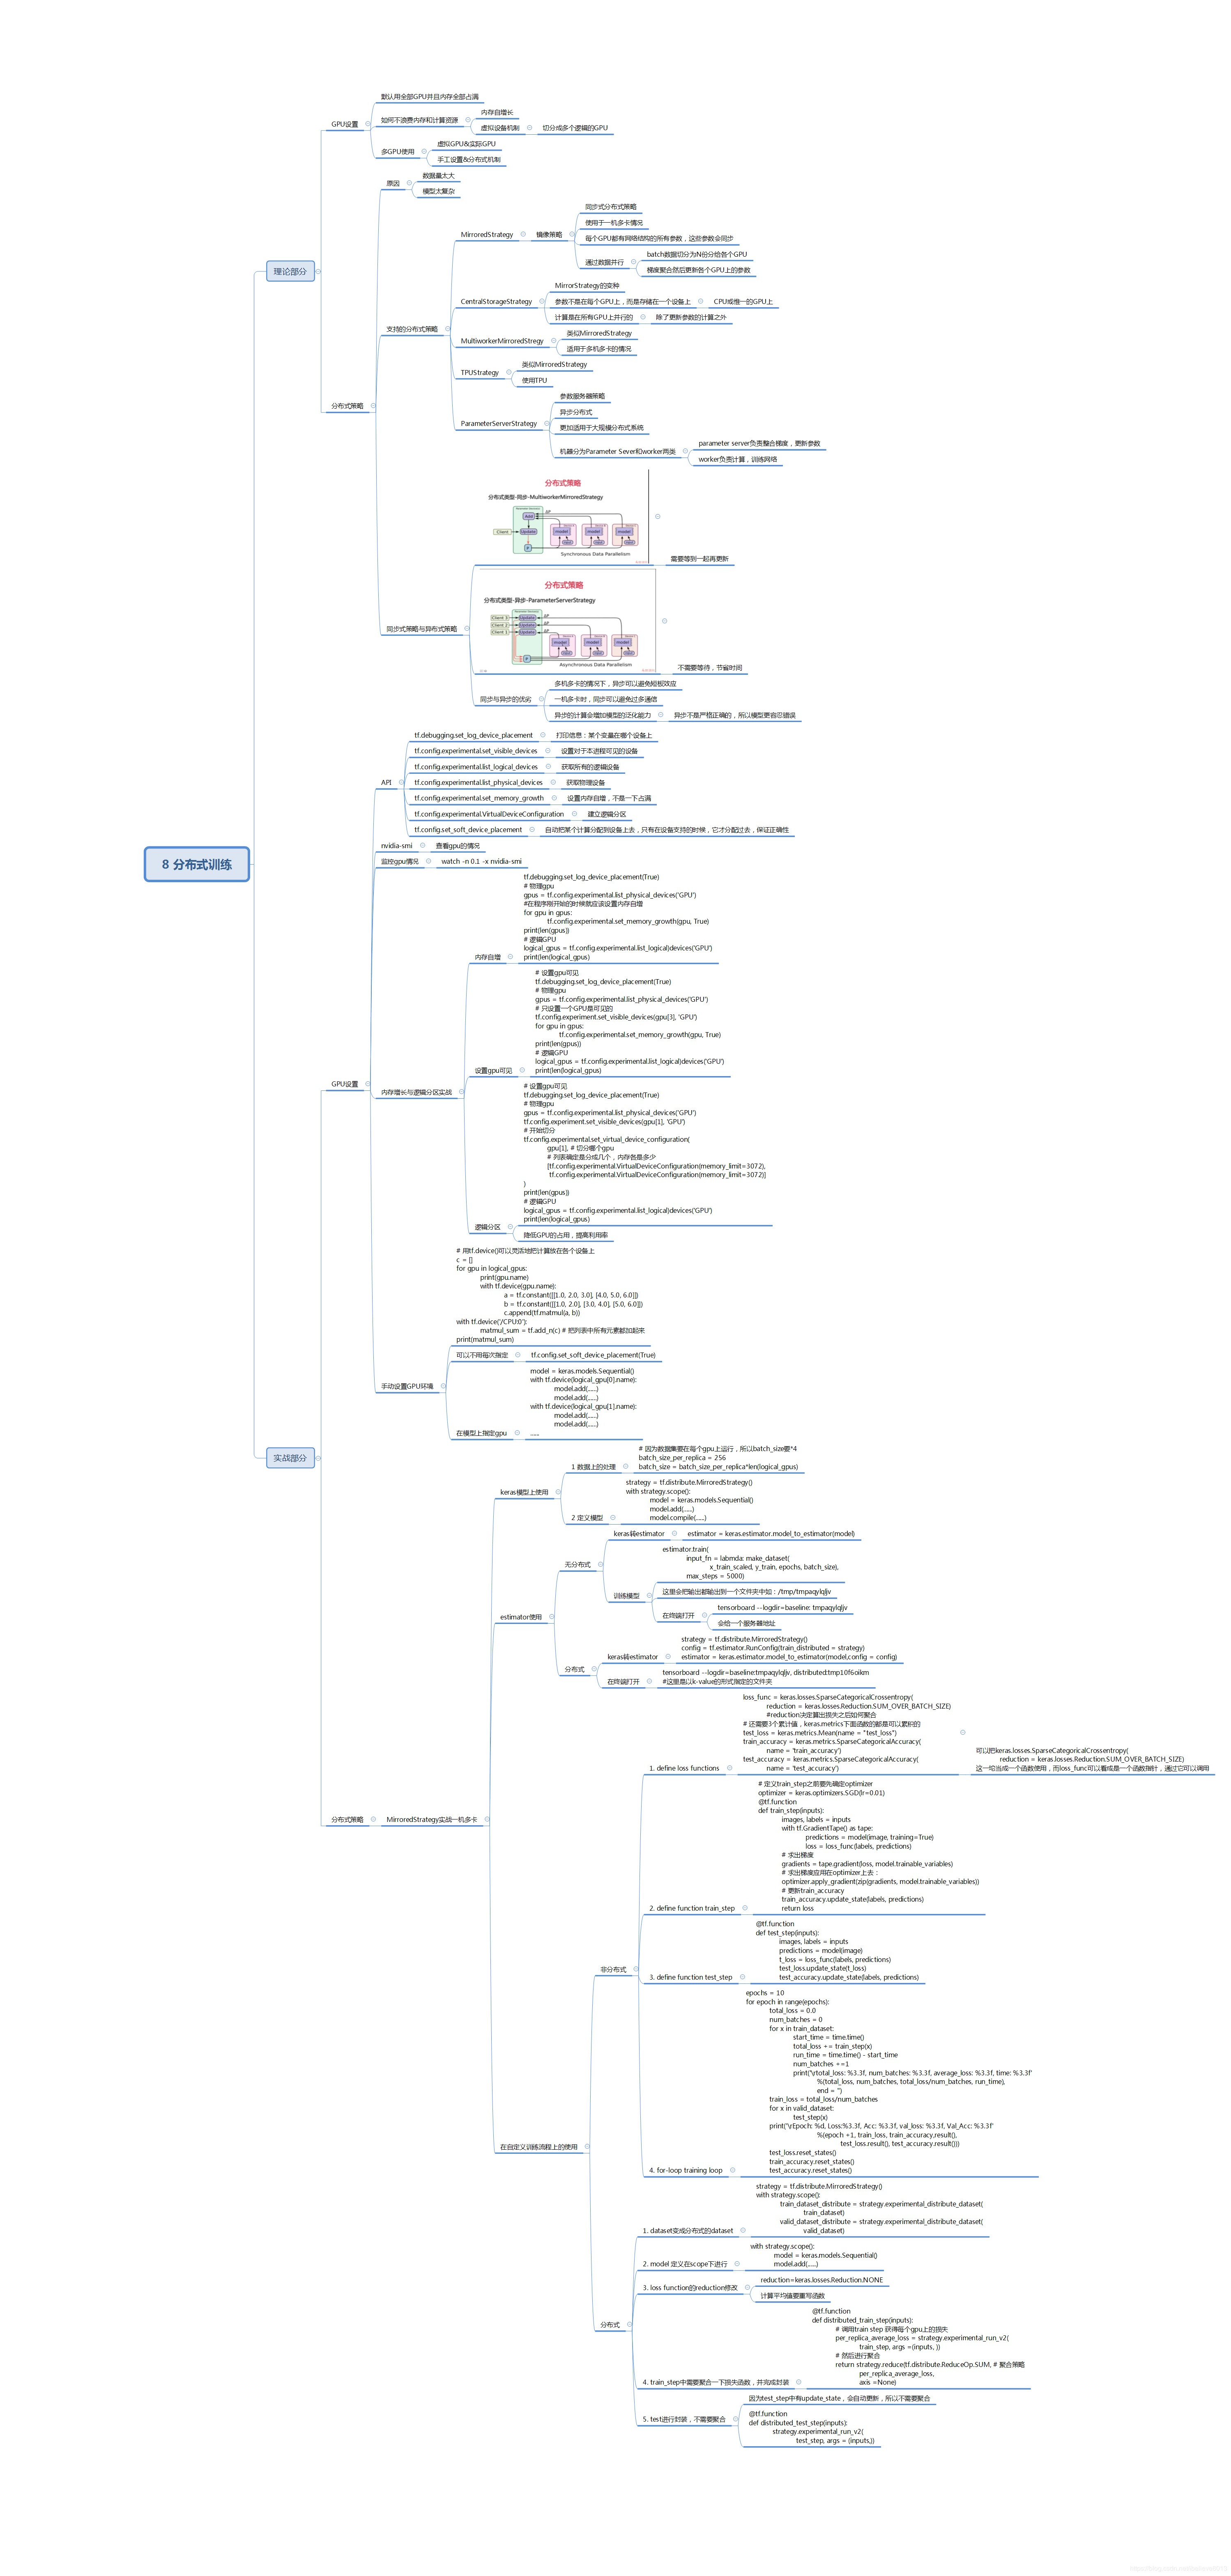 8 分布式训练
理论部分
GPU设置
默认用全部GPU并且内存全部占满
如何不浪费内存和计算资源
内存自增长
虚拟设备机制
切分成多个逻辑的GPU
多GPU使用
虚拟GPU&实际GPU
手工设置&分布式机制
分布式策略
原因
数据量太大
模型太复杂
支持的分布式策略
MirroredStrategy
镜像策略
同步式分布式策略
使用于一机多卡情况
每个GPU都有网络结构的所有参数，这些参数会同步
通过数据并行
batch数据切分为N份分给各个GPU
梯度聚合然后更新各个GPU上的参数
CentralStorageStrategy
MirrorStrategy的变种
参数不是在每个GPU上，而是存储在一个设备上
CPU或唯一的GPU上
计算是在所有GPU上并行的
除了更新参数的计算之外
MultiworkerMirroredStregy
类似MirroredStrategy
适用于多机多卡的情况
TPUStrategy
类似MirroredStrategy
使用TPU
ParameterServerStrategy
参数服务器策略
异步分布式
更加适用于大规模分布式系统
机器分为Parameter Sever和worker两类
parameter server负责整合梯度，更新参数
worker负责计算，训练网络
同步式策略与异布式策略
分布式策略
分布式类型-同步-MultiworkerMirroredStrategy
Client
Add
Update
P
ΔP
model
model
model
Synchronous Data Parallelism
需要等到一起再更新
分布式策略
分布式类型-异步-ParameterServerStrategy
Client 3
Client 2
Client 1
Update
Update
Update
P
ΔP
ΔP
ΔP
model
model
model
Asynchronous Data Parallelism
不需要等待，节省时间
同步与异步的优劣
多机多卡的情况下，异步可以避免短板效应
一机多卡时，同步可以避免过多通信
异步的计算会增加模型的泛化能力
异步不是严格正确的，所以模型更容忍错误
实战部分
GPU设置
API
tf.debugging.set_log_device_placement
打印信息：某个变量在哪个设备上
tf.config.experimental.set_visible_devices
设置对于本进程可见的设备
tf.config.experimental.list_logical_devices
获取所有的逻辑设备
tf.config.experimental.list_physical_devices
获取物理设备
tf.config.experimental.set_memory_growth
设置内存自增，不是一下占满
tf.config.experimental.VirtualDeviceConfiguration
建立逻辑分区
tf.config.set_soft_device_placement
自动把某个计算分配到设备上去，只有在设备支持的时候，它才分配过去，保证正确性
nvidia-smi
查看gpu的情况
监控gpu情况
watch -n 0.1 -x nvidia-smi
内存增长与逻辑分区实战
内存自增
tf.debugging.set_log_device_placement(True)
# 物理gpu
gpus = tf.config.experimental.list_physical_devices('GPU')
#在程序刚开始的时候就应该设置内存自增
for gpu in gpus:
tf.config.experimental.set_memory_growth(gpu, True)
print(len(gpus))
# 逻辑GPU
logical_gpus = tf.config.experimental.list_logical)devices('GPU')
print(len(logical_gpus)
设置gpu可见
# 设置gpu可见
tf.debugging.set_log_device_placement(True)
# 物理gpu
gpus = tf.config.experimental.list_physical_devices('GPU')
# 只设置一个GPU是可见的
tf.config.experiment.set_visible_devices(gpu[3], 'GPU')
for gpu in gpus:
tf.config.experimental.set_memory_growth(gpu, True)
print(len(gpus))
# 逻辑GPU
logical_gpus = tf.config.experimental.list_logical)devices('GPU')
print(len(logical_gpus)
逻辑分区
# 设置gpu可见
tf.debugging.set_log_device_placement(True)
# 物理gpu
gpus = tf.config.experimental.list_physical_devices('GPU')
tf.config.experiment.set_visible_devices(gpu[1], 'GPU')
# 开始切分
tf.config.experimental.set_virtual_device_configuration(
gpu[1], # 切分哪个gpu
# 列表确定是分成几个，内存各是多少
[tf.config.experimental.VirtualDeviceConfiguration(memory_limit=3072),
tf.config.experimental.VirtualDeviceConfiguration(memory_limit=3072)]
)
print(len(gpus))
# 逻辑GPU
logical_gpus = tf.config.experimental.list_logical)devices('GPU')
print(len(logical_gpus)
降低GPU的占用，提高利用率
手动设置GPU环境
# 用tf.device()可以灵活地把计算放在各个设备上
c = []
for gpu in logical_gpus:
print(gpu.name)
with tf.device(gpu.name):
a = tf.constant([[1.0, 2.0, 3.0], [4.0, 5.0, 6.0]])
b = tf.constant([[1.0, 2.0], [3.0, 4.0], [5.0, 6.0]])
c.append(tf.matmul(a, b))
with tf.device('/CPU:0'):
matmul_sum = tf.add_n(c) # 把列表中所有元素都加起来
print(matmul_sum)
可以不用每次指定
tf.config.set_soft_device_placement(True)
在模型上指定gpu
model = keras.models.Sequential()
with tf.device(logical_gpu[0].name):
model.add(......)
model.add(......)
with tf.device(logical_gpu[1].name):
model.add(......)
model.add(......)
......
分布式策略
MirroredStrategy实战一机多卡
keras模型上使用
1 数据上的处理
# 因为数据集要在每个gpu上运行，所以batch_size要*4
batch_size_per_replica = 256
batch_size = batch_size_per_replica*len(logical_gpus)
2 定义模型
strategy = tf.distribute.MirroredStrategy()
with strategy.scope():
model = keras.models.Sequential()
model.add(......)
model.compile(......)
estimator使用
无分布式
keras转estimator
estimator = keras.estimator.model_to_estimator(model)
训练模型
estimator.train(
input_fn = labmda: make_dataset(
x_train_scaled, y_train, epochs, batch_size),
max_steps = 5000)
这里会把输出都输出到一个文件夹中如：/tmp/tmpaqylqljv
在终端打开
tensorboard --logdir=baseline: tmpaqylqljv
会给一个服务器地址
分布式
keras转estimator
strategy = tf.distribute.MirroredStrategy()
config = tf.estimator.RunConfig(train_distributed = strategy)
estimator = keras.estimator.model_to_estimator(model,config = config)
在终端打开
tensorboard --logdir=baseline:tmpaqylqljv, distributed:tmp10f6oikm
#这里是以k-value的形式指定的文件夹
在自定义训练流程上的使用
非分布式
1. define loss functions
loss_func = keras.losses.SparseCategoricalCrossentropy(
reduction = keras.losses.Reduction.SUM_OVER_BATCH_SIZE)
#reduction决定算出损失之后如何聚合
# 还需要3个累计值，keras.metrics下面函数的都是可以累积的
test_loss = keras.metrics.Mean(name = "test_loss")
train_accuracy = keras.metrics.SparseCategoricalAccuracy(
name = 'train_accuracy')
test_accuracy = keras.metrics.SparseCategoricalAccuracy(
name = 'test_accuracy')
可以把keras.losses.SparseCategoricalCrossentropy(
reduction = keras.losses.Reduction.SUM_OVER_BATCH_SIZE)
这一坨当成一个函数使用，而loss_func可以看成是一个函数指针，通过它可以调用
2. define function train_step
# 定义train_step之前要先确定optimizer
optimizer = keras.optimizers.SGD(lr=0.01)
@tf.function
def train_step(inputs):
images, labels = inputs
with tf.GradientTape() as tape:
predictions = model(image, training=True)
loss = loss_func(labels, predictions)
# 求出梯度
gradients = tape.gradient(loss, model.trainable_variables)
# 求出梯度应用在optimizer上去：
optimizer.apply_gradient(zip(gradients, model.trainable_variables))
# 更新train_accuracy
train_accuracy.update_state(labels, predictions)
return loss
3. define function test_step
@tf.function
def test_step(inputs):
images, labels = inputs
predictions = model(image)
t_loss = loss_func(labels, predictions)
test_loss.update_state(t_loss)
test_accuracy.update_state(labels, predictions)
4. for-loop training loop
epochs = 10
for epoch in range(epochs):
total_loss = 0.0
num_batches = 0
for x in train_dataset:
start_time = time.time()
total_loss += train_step(x)
run_time = time.time() - start_time
num_batches +=1
print('\rtotal_loss: %3.3f, num_batches: %3.3f, average_loss: %3.3f, time: %3.3f'
%(total_loss, num_batches, total_loss/num_batches, run_time),
end = '')
train_loss = total_loss/num_batches
for x in valid_dataset:
test_step(x)
print('\rEpoch: %d, Loss:%3.3f, Acc: %3.3f, val_loss: %3.3f, Val_Acc: %3.3f'
%(epoch +1, train_loss, train_accuracy.result(),
test_loss.result(), test_accuracy.result()))
test_loss.reset_states()
train_accuracy.reset_states()
test_accuracy.reset_states()
分布式
1. dataset变成分布式的dataset
strategy = tf.distribute.MirroredStrategy()
with strategy.scope():
train_dataset_distribute = strategy.experimental_distribute_dataset(
train_dataset)
valid_dataset_distribute = strategy.experimental_distribute_dataset(
valid_dataset)
2. model 定义在scope下进行
with strategy.scope():
model = keras.models.Sequential()
model.add(......)
3. loss function的reduction修改
reduction=keras.losses.Reduction.NONE
计算平均值要重写函数
4. train_step中需要聚合一下损失函数，并完成封装
@tf.function
def distributed_train_step(inputs):
# 调用train step 获得每个gpu上的损失
per_replica_average_loss = strategy.experimental_run_v2(
train_step, args =(inputs, ))
# 然后进行聚合
return strategy.reduce(tf.distribute.ReduceOp.SUM, # 聚合策略
per_replica_average_loss,
axis =None)
5. test进行封装，不需要聚合
因为test_step中有update_state，会自动更新，所以不需要聚合
@tf.function
def distributed_test_step(inputs):
strategy.experimental_run_v2(
test_step, args = (inputs,))